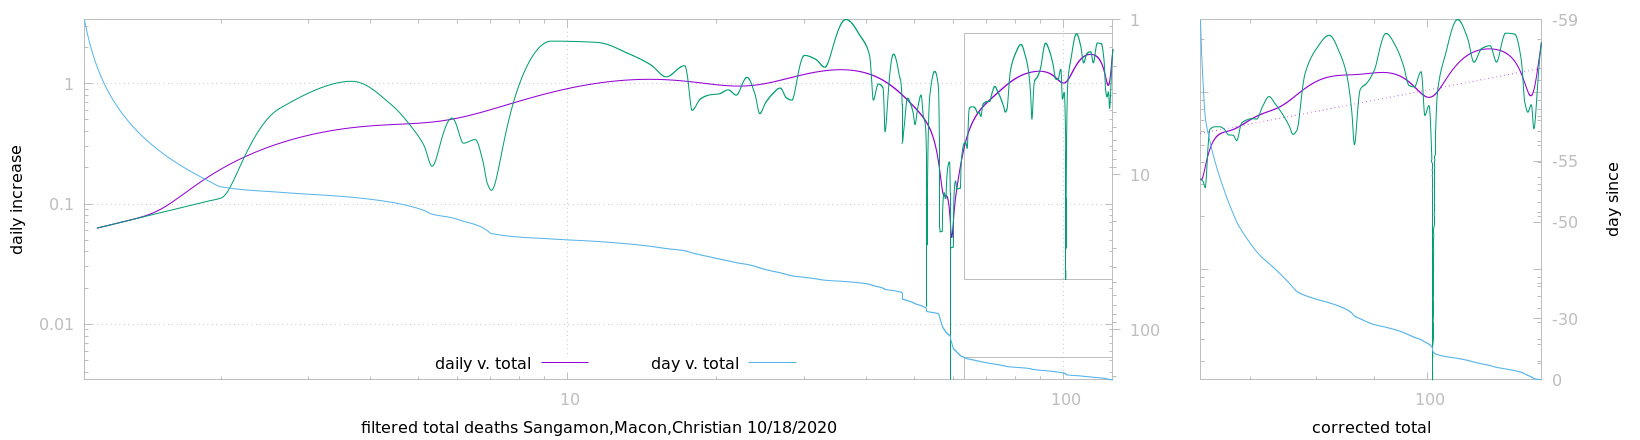 daily increase
1
0.1
0.01
10
100
1
10
100
daily v. total
day v. total
filtered total deaths Sangamon,Macon,Christian 10/18/2020
-59
-55
-50
-30
0
100
day since
corrected total